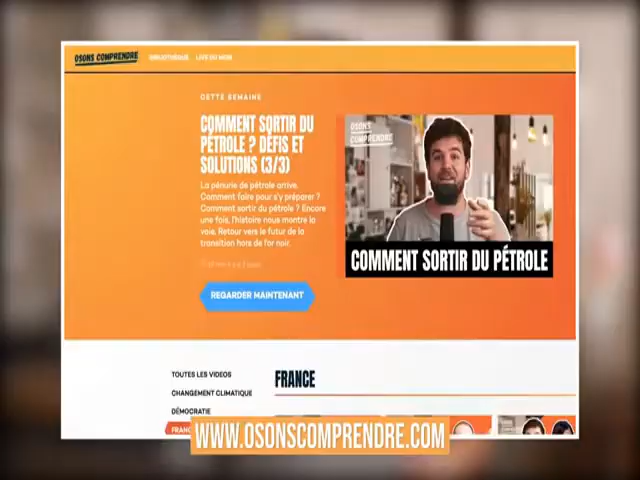 OSONS COMPRENDRE
BIBLIOTHÈQUE LIVE DU MOIS
CETTE SEMAINE
COMMENT SORTIR DU
PÉTROLE ? DÉFIS ET
SOLUTIONS (3/3)
La pénurie de pétrole arrive.
Comment faire pour s'y préparer ?
Comment sortir du pétrole ? Encore
une fois, l'histoire nous montre la
voie. Retour vers le futur de la
transition hors de l'or noir.
REGARDER MAINTENANT
OSONS
COMPRENDRE
COMMENT SORTIR DU PÉTROLE
TOUTES LES VIDEOS
CHANGEMENT CLIMATIQUE
DÉMOCRATIE
FRANCE
WWW.OSONSCOMPRENDRE.COM